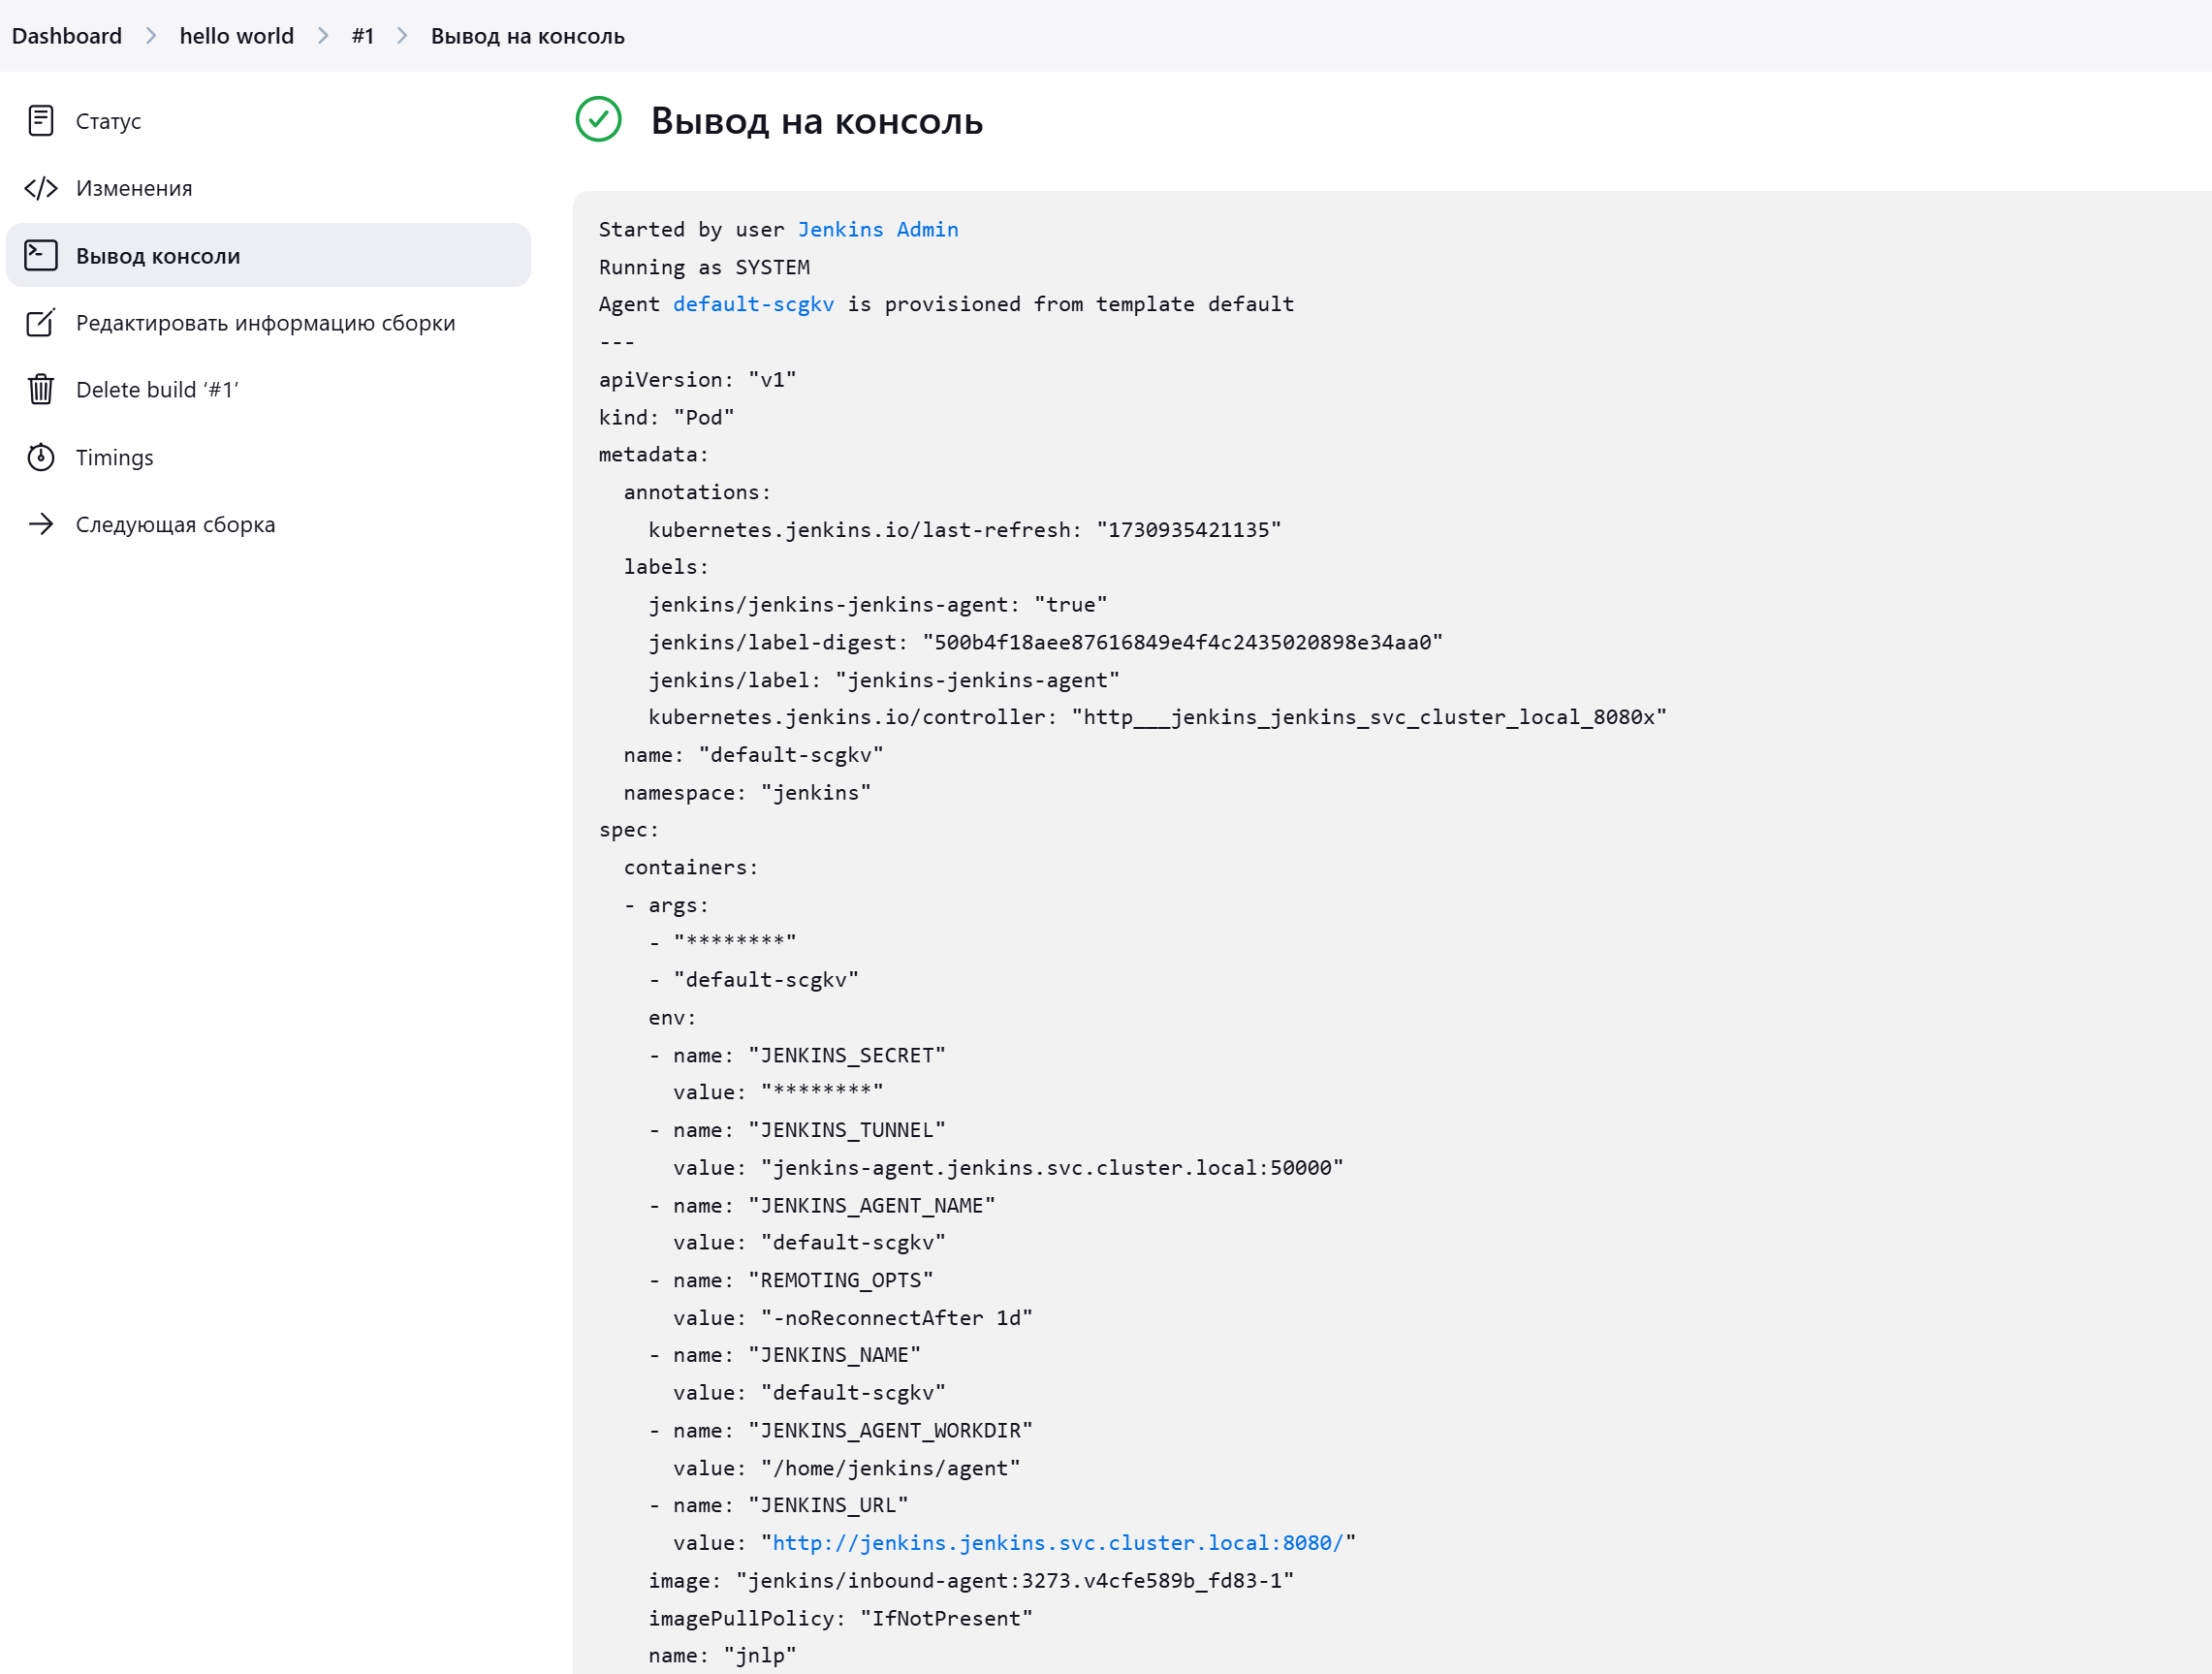 Dashboard > hello world > #1 > Вывод на консоль
Статус
Изменения
Вывод консоли
Редактировать информацию сборки
Delete build ‘#1’
Timings
Следующая сборка
Вывод на консоль
Started by user Jenkins Admin
Running as SYSTEM
Agent default-scgkv is provisioned from template default
---
apiVersion: "v1"
kind: "Pod"
metadata:
  annotations:
    kubernetes.jenkins.io/last-refresh: "1730935421135"
  labels:
    jenkins/jenkins-jenkins-agent: "true"
    jenkins/label-digest: "500b4f18aee87616849e4f4c2435020898e34aa0"
    jenkins/label: "jenkins-jenkins-agent"
    kubernetes.jenkins.io/controller: "http___jenkins_jenkins_svc_cluster_local_8080x"
  name: "default-scgkv"
  namespace: "jenkins"
spec:
  containers:
  - args:
    - "********"
    - "default-scgkv"
    env:
    - name: "JENKINS_SECRET"
      value: "********"
    - name: "JENKINS_TUNNEL"
      value: "jenkins-agent.jenkins.svc.cluster.local:50000"
    - name: "JENKINS_AGENT_NAME"
      value: "default-scgkv"
    - name: "REMOTING_OPTS"
      value: "-noReconnectAfter 1d"
    - name: "JENKINS_NAME"
      value: "default-scgkv"
    - name: "JENKINS_AGENT_WORKDIR"
      value: "/home/jenkins/agent"
    - name: "JENKINS_URL"
      value: "http://jenkins.jenkins.svc.cluster.local:8080/"
    image: "jenkins/inbound-agent:3273.v4cfe589b_fd83-1"
    imagePullPolicy: "IfNotPresent"
    name: "jnlp"